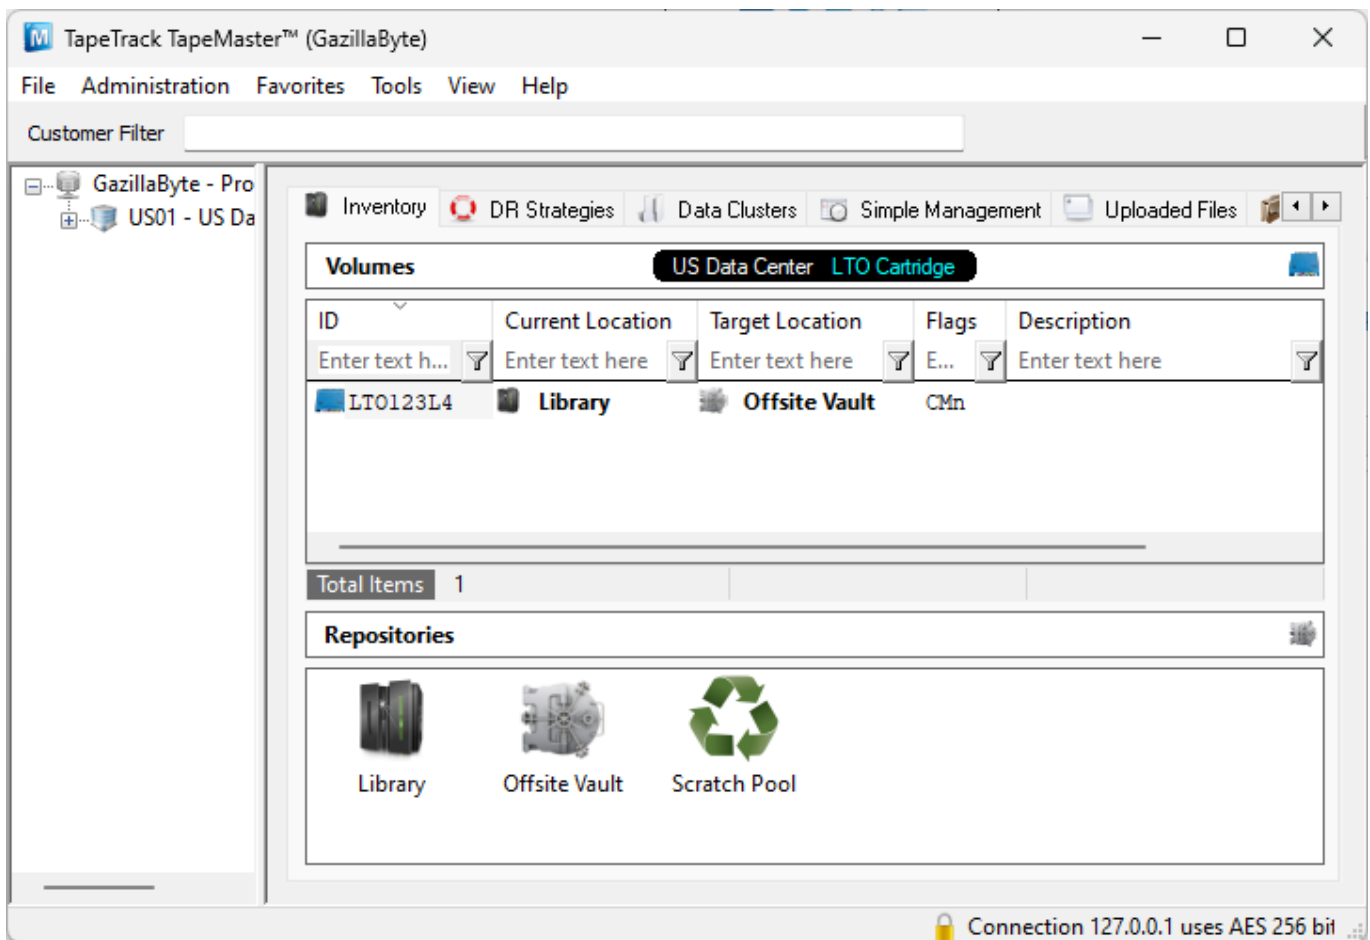 TapeTrack TapeMaster™ (GazillaByte)
File Administration Favorites Tools View Help
Customer Filter
GazillaByte - Pro
US01 - US Da
Inventory DR Strategies Data Clusters Simple Management Uploaded Files
Volumes US Data Center LTO Cartridge
ID Current Location Target Location Flags Description
Enter text h... Enter text here Enter text here E... Enter text here
LTO123L4 Library Offsite Vault CMn
Total Items 1
Repositories
Library Offsite Vault Scratch Pool
Connection 127.0.0.1 uses AES 256 bit